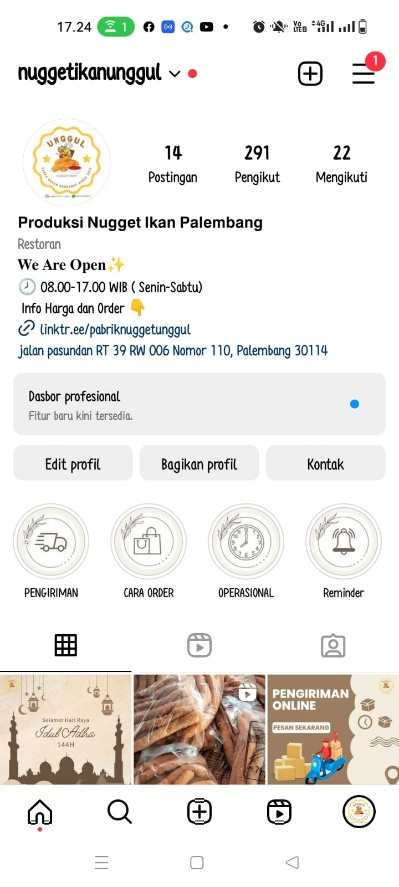 17.24
1
Vo
LTE
4G
nuggetikanunggul
1
UNGGUL
14
291
22
Postingan
Pengikut
Mengikuti
Produksi Nugget Ikan Palembang
Restoran
We Are Open✨
🕗 08.00-17.00 WIB ( Senin-Sabtu)
Info Harga dan Order 👇
linktr.ee/pabriknuggetunggul
jalan pasundan RT 39 RW 006 Nomor 110, Palembang 30114
Dasbor profesional
Fitur baru kini tersedia.
Edit profil
Bagikan profil
Kontak
PENGIRIMAN
CARA ORDER
OPERASIONAL
Reminder
Selamat Hari Raya
Idul Adha
144H
PENGIRIMAN
ONLINE
PESAN SEKARANG